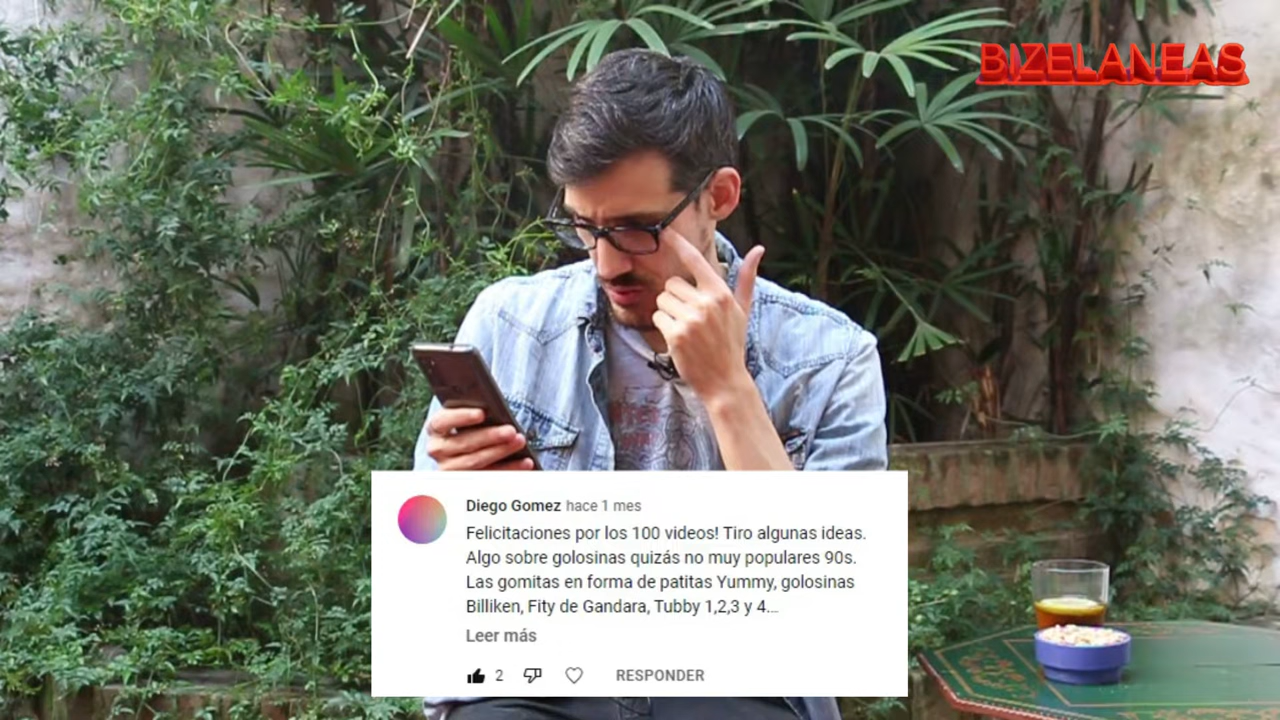 BIZELANEAS
Diego Gomez hace 1 mes
Felicitaciones por los 100 videos! Tiro algunas ideas.
Algo sobre golosinas quizás no muy populares 90s.
Las gomitas en forma de patitas Yummy, golosinas
Billiken, Fity de Gandara, Tubby 1,2,3 y 4...
Leer más
2
RESPONDER